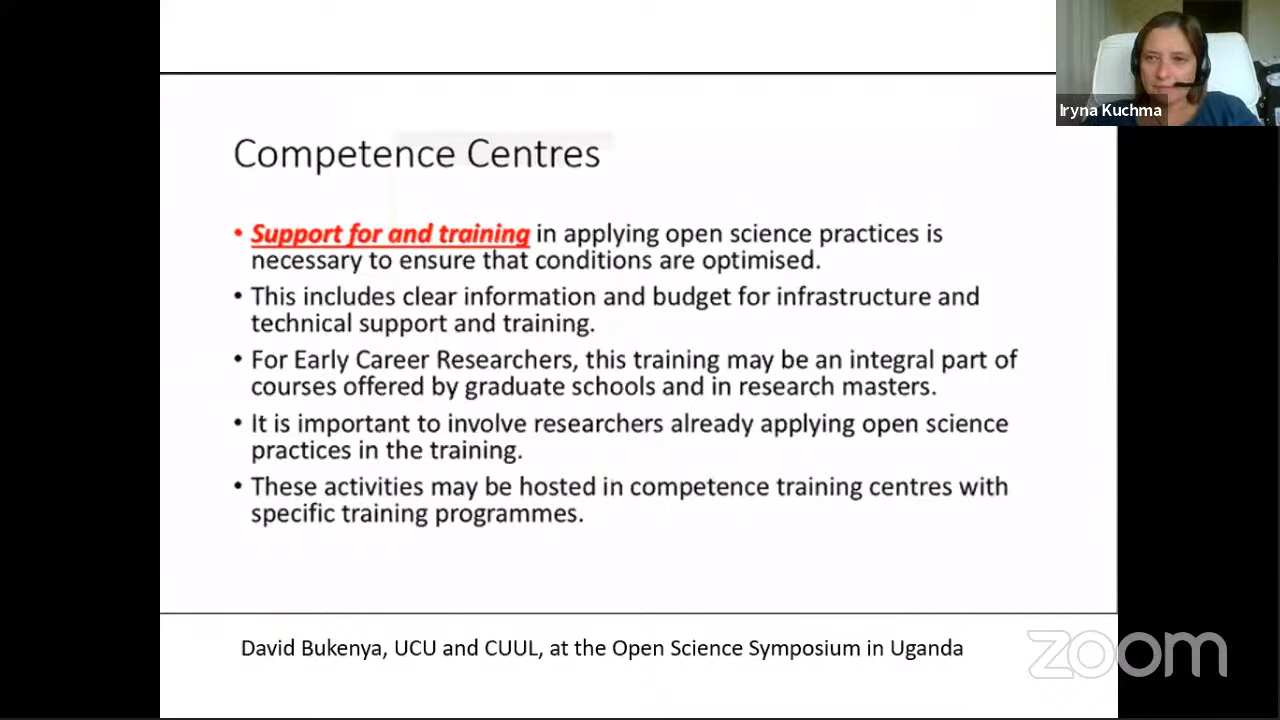 Iryna Kuchma
Competence Centres
• Support for and training in applying open science practices is
necessary to ensure that conditions are optimised.
• This includes clear information and budget for infrastructure and
technical support and training.
• For Early Career Researchers, this training may be an integral part of
courses offered by graduate schools and in research masters.
• It is important to involve researchers already applying open science
practices in the training.
• These activities may be hosted in competence training centres with
specific training programmes.
David Bukenya, UCU and CUUL, at the Open Science Symposium in Uganda
zoom